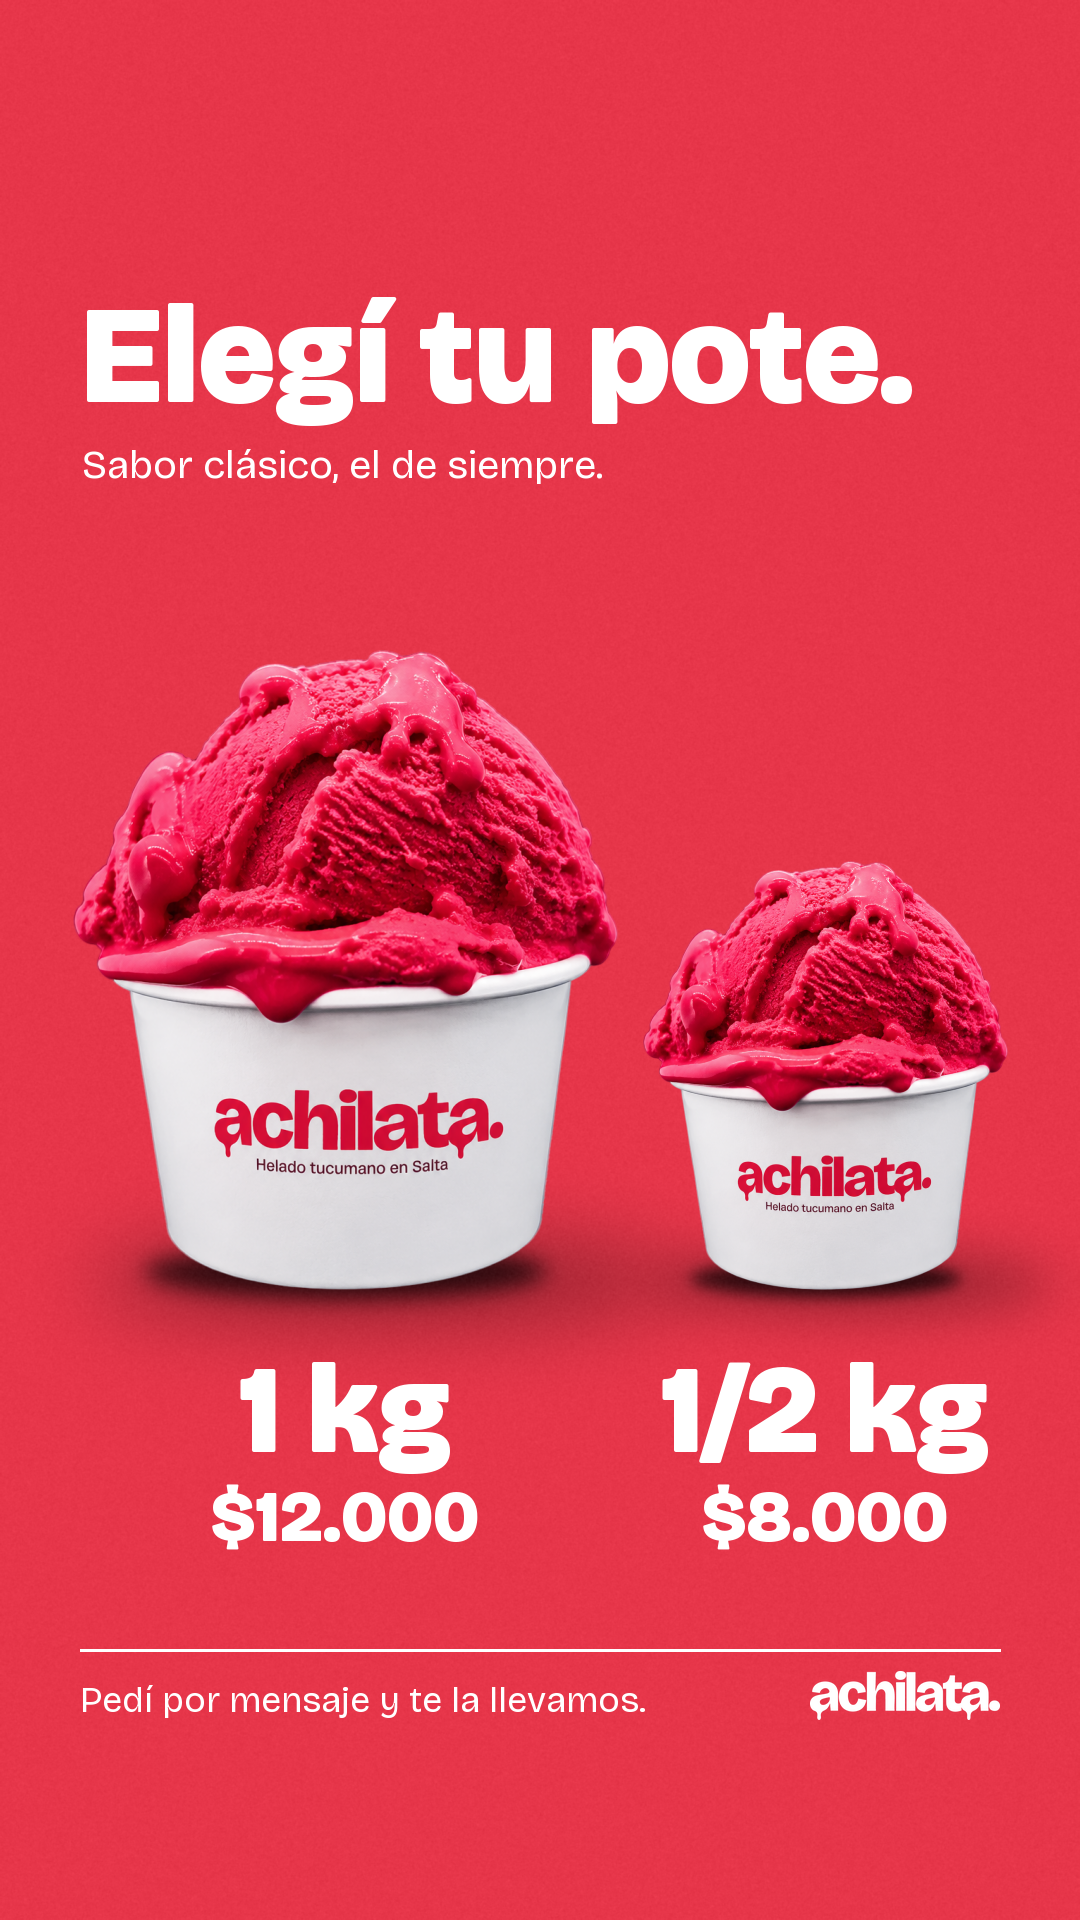 Elegí tu pote.
Sabor clásico, el de siempre.
achilata.
Helado tucumano en Salta
achilata.
Helado tucumano en Salta
1 kg
$12.000
1/2 kg
$8.000
Pedí por mensaje y te la llevamos.
achilata.